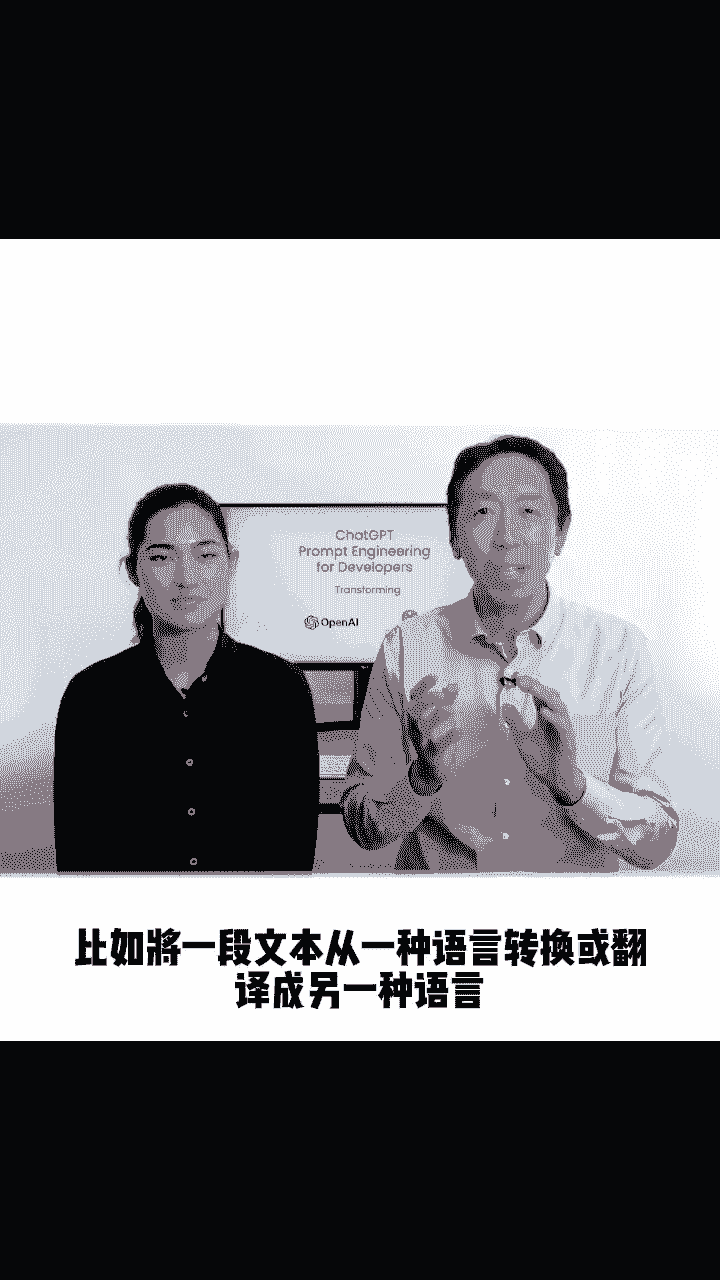 ChatGPT
Prompt Engineering
for Developers
Transforming
OpenAI
比如將一段文本从一种语言转换或翻
译成另一种语言